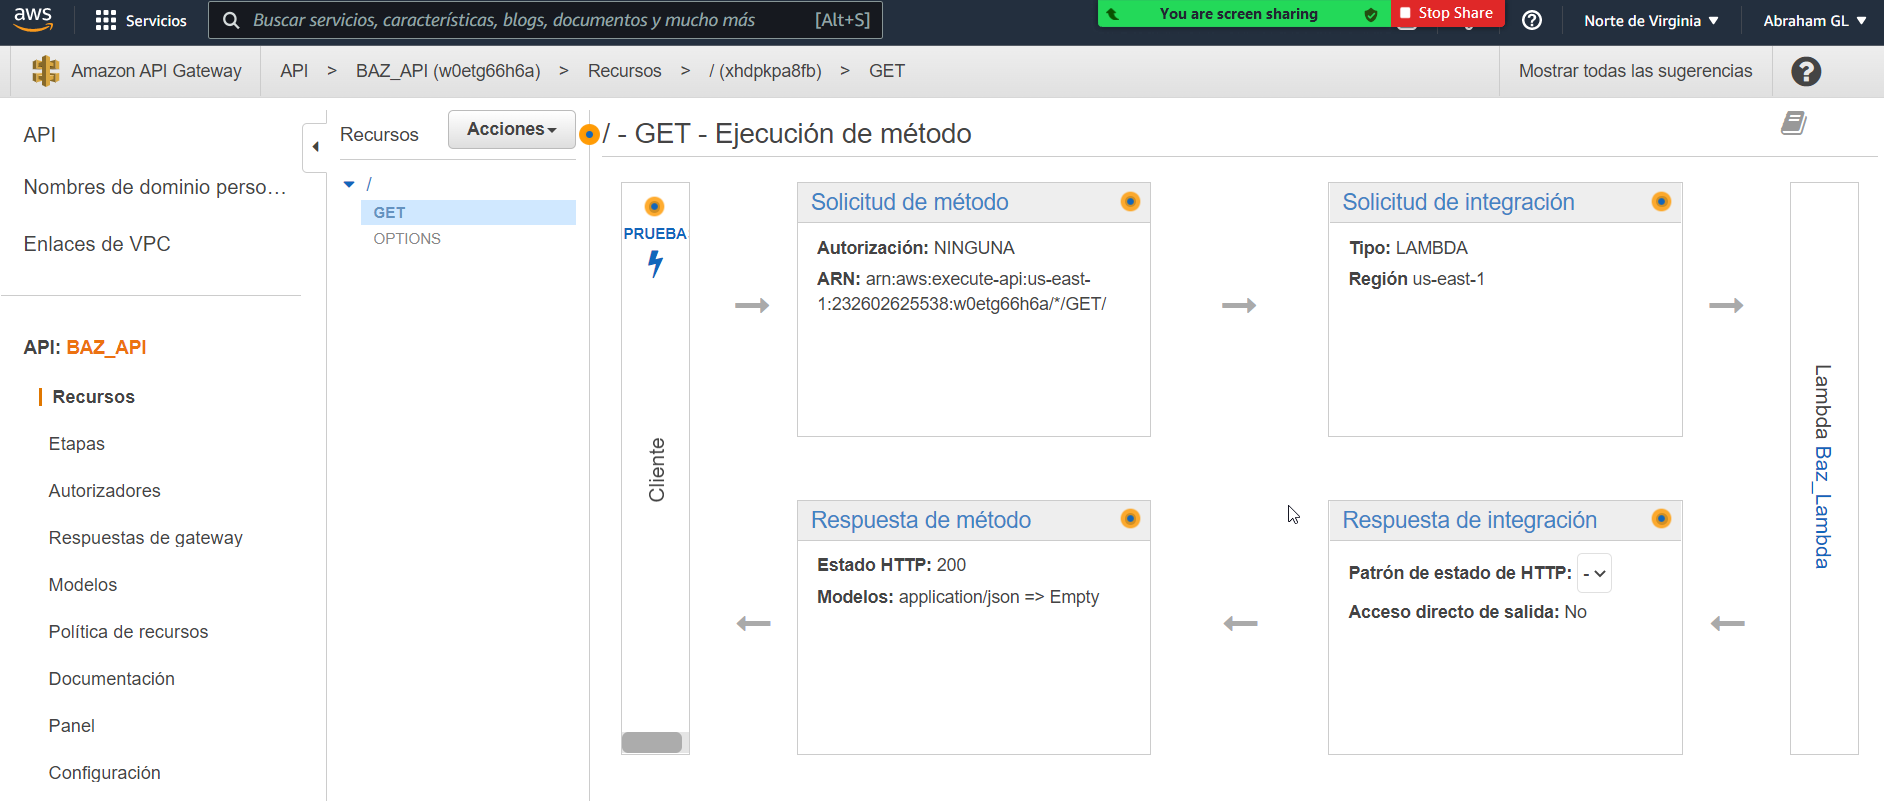 aws
Servicios
Buscar servicios, características, blogs, documentos y mucho más [Alt+S]
You are screen sharing
Stop Share
Norte de Virginia
Abraham GL
Amazon API Gateway
API > BAZ_API (w0etg66h6a) > Recursos > / (xhdpkpa8fb) > GET
Mostrar todas las sugerencias
API
Nombres de dominio perso...
Enlaces de VPC
API: BAZ_API
Recursos
Etapas
Autorizadores
Respuestas de gateway
Modelos
Política de recursos
Documentación
Panel
Configuración
Recursos
Acciones
/
GET
OPTIONS
/ - GET - Ejecución de método
PRUEBA
Cliente
Solicitud de método
Autorización: NINGUNA
ARN: arn:aws:execute-api:us-east-
1:232602625538:w0etg66h6a/*/GET/
Solicitud de integración
Tipo: LAMBDA
Región us-east-1
Lambda Baz_Lambda
Respuesta de método
Estado HTTP: 200
Modelos: application/json => Empty
Respuesta de integración
Patrón de estado de HTTP: -
Acceso directo de salida: No